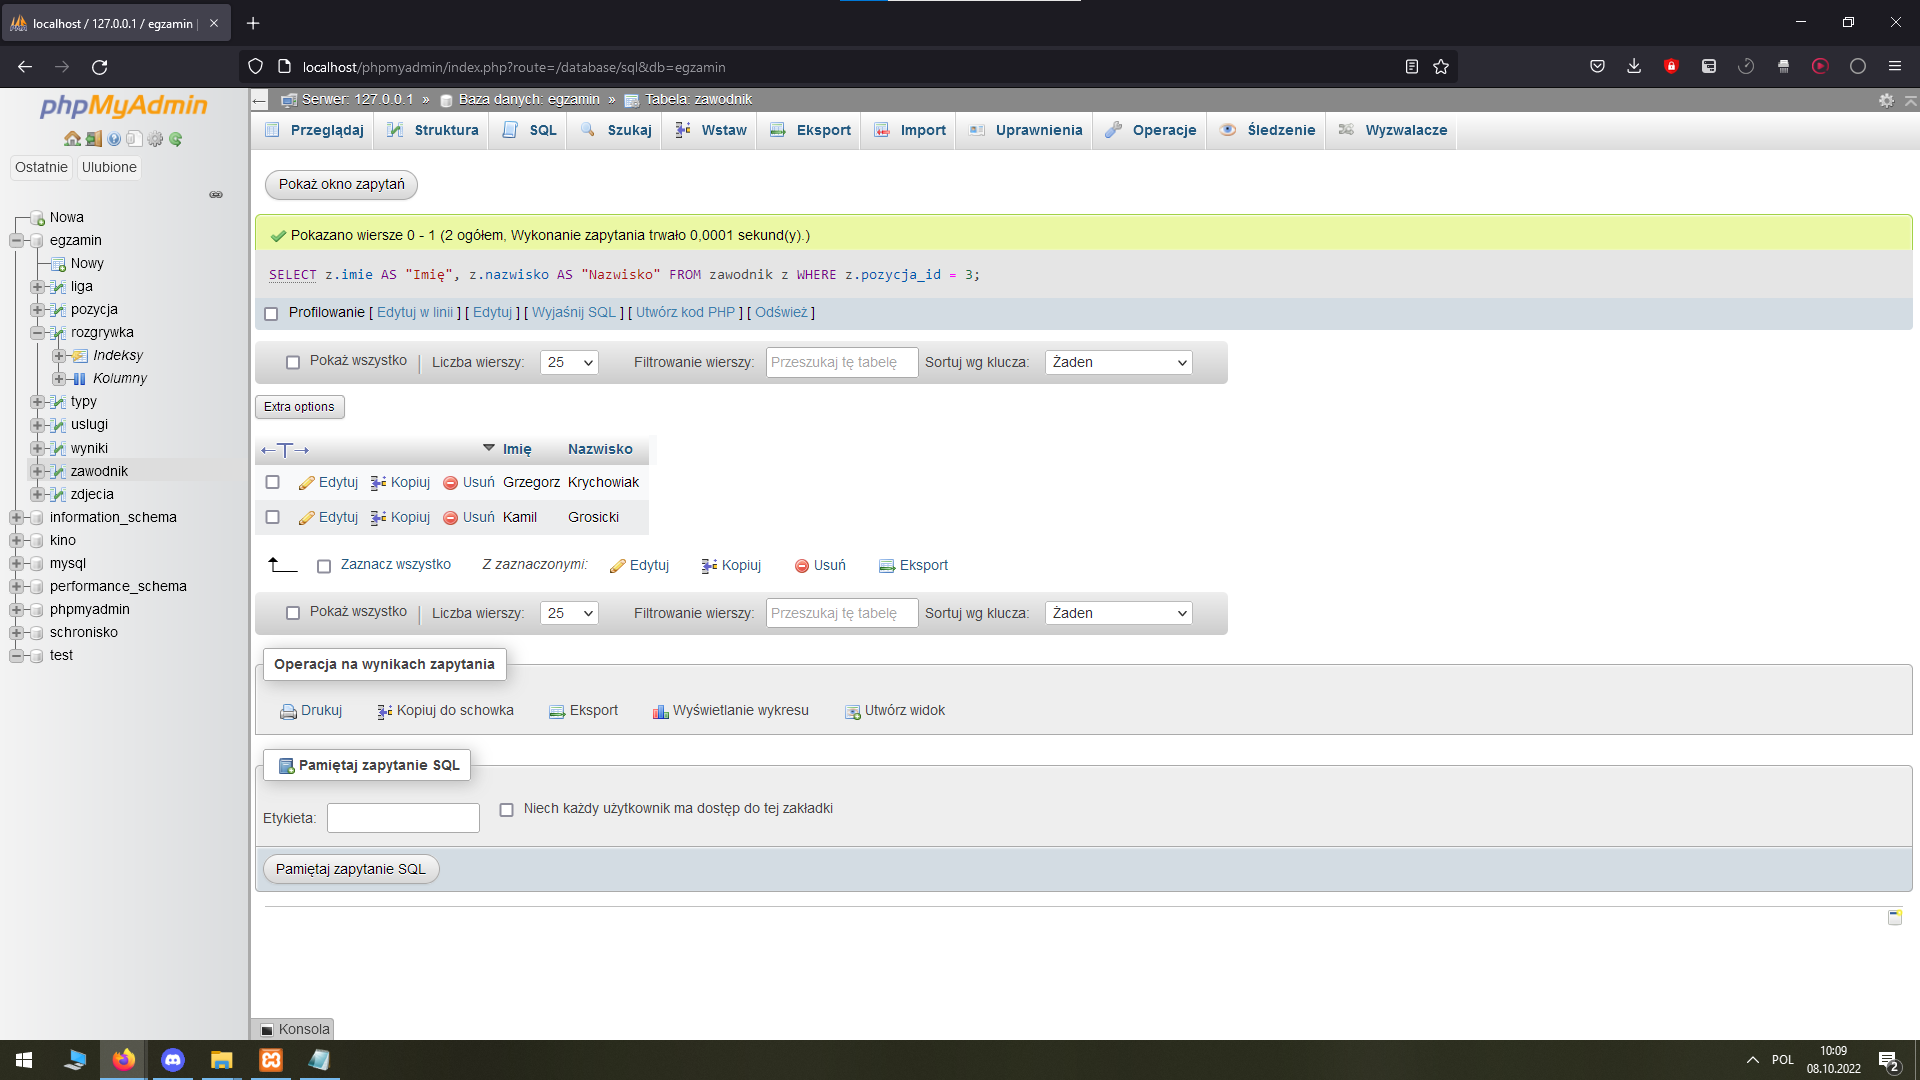 localhost / 127.0.0.1 / egzamin |
localhost/phpmyadmin/index.php?route=/database/sql&db=egzamin
phpMyAdmin
Ostatnie Ulubione
Nowa
egzamin
Nowy
liga
pozycja
rozgrywka
Indeksy
Kolumny
typy
uslugi
wyniki
zawodnik
zdjecia
information_schema
kino
mysql
performance_schema
phpmyadmin
schronisko
test
Serwer: 127.0.0.1 » Baza danych: egzamin » Tabela: zawodnik
Przeglądaj Struktura SQL Szukaj Wstaw Eksport Import Uprawnienia Operacje Śledzenie Wyzwalacze
Pokaż okno zapytań
Pokazano wiersze 0 - 1 (2 ogółem, Wykonanie zapytania trwało 0,0001 sekund(y).)
SELECT z.imie AS "Imię", z.nazwisko AS "Nazwisko" FROM zawodnik z WHERE z.pozycja_id = 3;
Profilowanie [ Edytuj w linii ] [ Edytuj ] [ Wyjaśnij SQL ] [ Utwórz kod PHP ] [ Odśwież ]
Pokaż wszystko | Liczba wierszy: 25 Filtrowanie wierszy: Przeszukaj tę tabelę Sortuj wg klucza: Żaden
Extra options
←T→ Imię Nazwisko
Edytuj Kopiuj Usuń Grzegorz Krychowiak
Edytuj Kopiuj Usuń Kamil Grosicki
Zaznacz wszystko Z zaznaczonymi: Edytuj Kopiuj Usuń Eksport
Pokaż wszystko | Liczba wierszy: 25 Filtrowanie wierszy: Przeszukaj tę tabelę Sortuj wg klucza: Żaden
Operacja na wynikach zapytania
Drukuj Kopiuj do schowka Eksport Wyświetlanie wykresu Utwórz widok
Pamiętaj zapytanie SQL
Etykieta: Niech każdy użytkownik ma dostęp do tej zakładki
Pamiętaj zapytanie SQL
Konsola
POL
10:09
08.10.2022
2